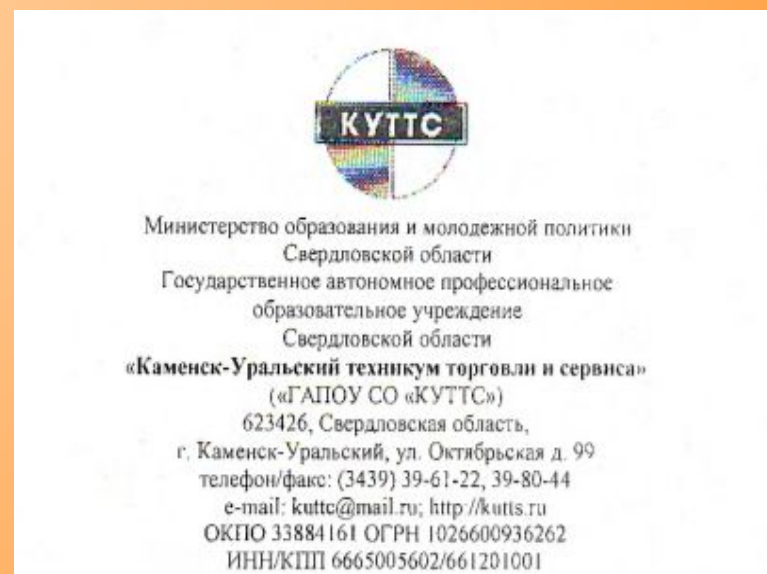 КУТТС
Министерство образования и молодежной политики
Свердловской области
Государственное автономное профессиональное
образовательное учреждение
Свердловской области
«Каменск-Уральский техникум торговли и сервиса»
(«ГАПОУ СО «КУТТС»)
623426, Свердловская область,
г. Каменск-Уральский, ул. Октябрьская д. 99
телефон/факс: (3439) 39-61-22, 39-80-44
e-mail: kuttc@mail.ru; http://kutts.ru
ОКПО 33884161 ОГРН 1026600936262
ИНН/КПП 6665005602/661201001